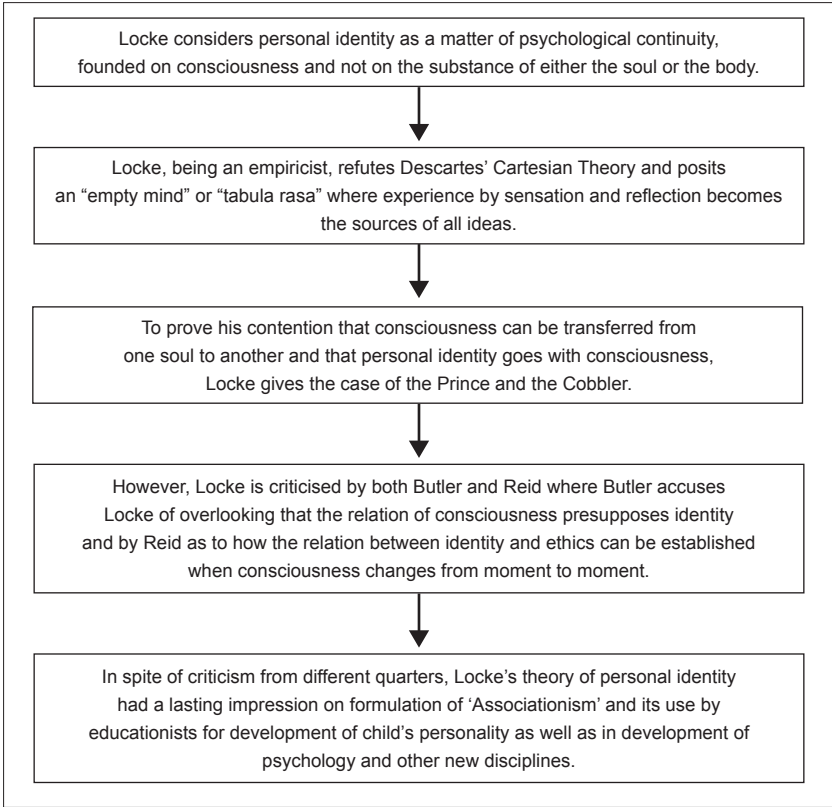 Locke considers personal identity as a matter of psychological continuity,
founded on consciousness and not on the substance of either the soul or the body.
Locke, being an empiricist, refutes Descartes’ Cartesian Theory and posits
an “empty mind” or “tabula rasa” where experience by sensation and reflection becomes
the sources of all ideas.
To prove his contention that consciousness can be transferred from
one soul to another and that personal identity goes with consciousness,
Locke gives the case of the Prince and the Cobbler.
However, Locke is criticised by both Butler and Reid where Butler accuses
Locke of overlooking that the relation of consciousness presupposes identity
and by Reid as to how the relation between identity and ethics can be established
when consciousness changes from moment to moment.
In spite of criticism from different quarters, Locke’s theory of personal identity
had a lasting impression on formulation of ‘Associationism’ and its use by
educationists for development of child’s personality as well as in development of
psychology and other new disciplines.